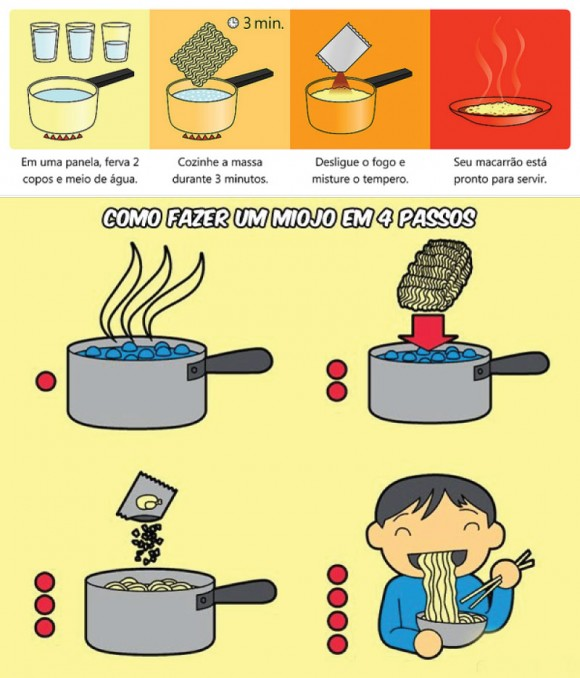 3 min.
Em uma panela, ferva 2
copos e meio de água.
Cozinhe a massa
durante 3 minutos.
Desligue o fogo e
misture o tempero.
Seu macarrão está
pronto para servir.
COMO FAZER UM MIOJO EM 4 PASSOS